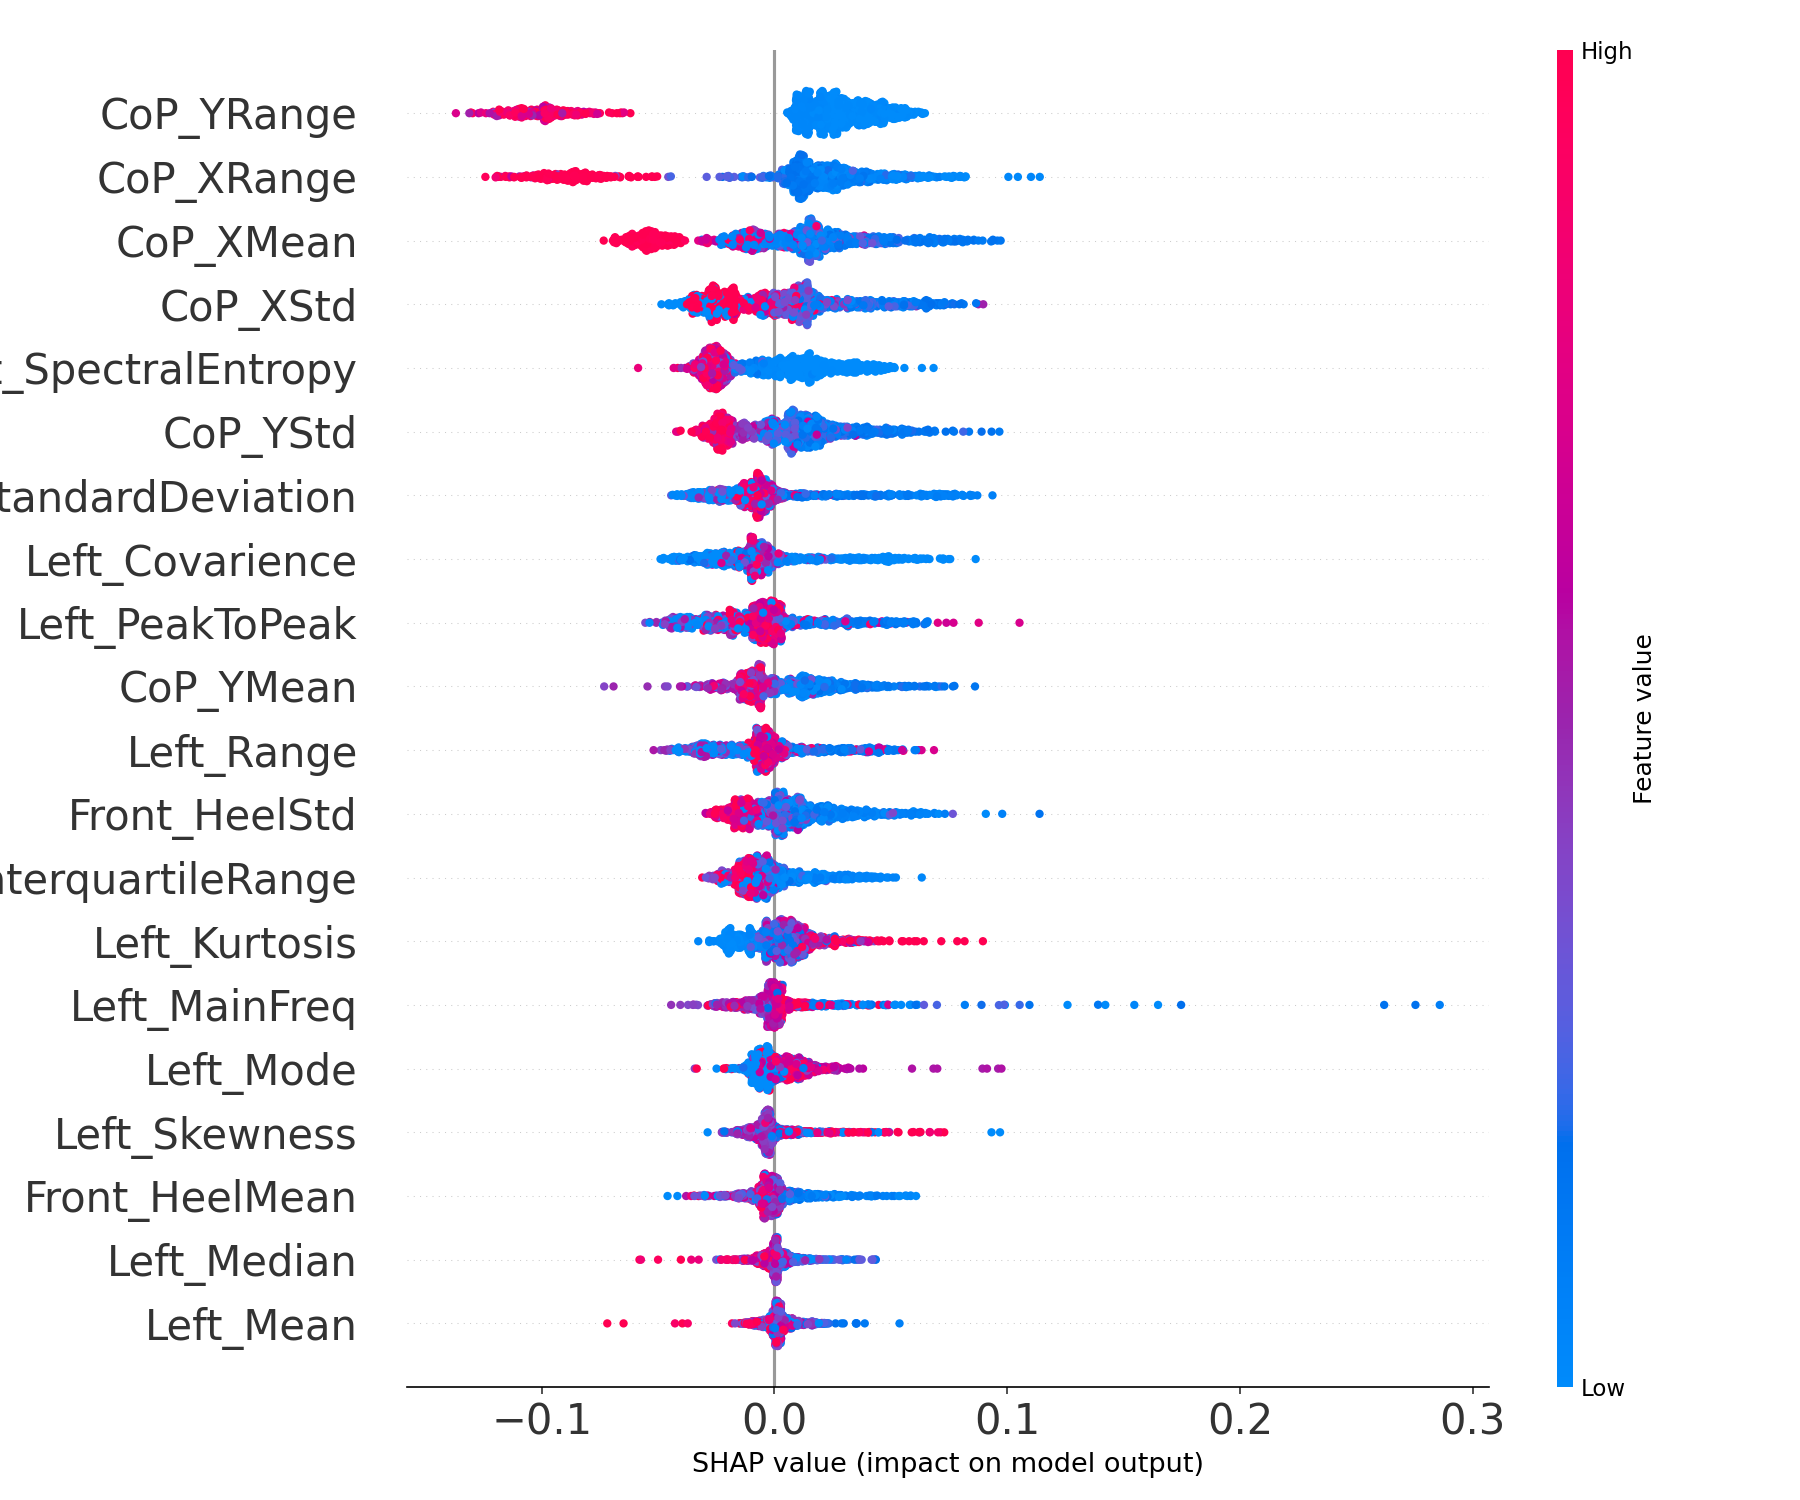 High
CoP_YRange
CoP_XRange
CoP_XMean
CoP_XStd
t_SpectralEntropy
CoP_YStd
tandardDeviation
Left_Covarience
Left_PeakToPeak
CoP_YMean
Left_Range
Front_HeelStd
nterquartileRange
Left_Kurtosis
Left_MainFreq
Left_Mode
Left_Skewness
Front_HeelMean
Left_Median
Left_Mean
Feature value
Low
−0.1 0.0 0.1 0.2 0.3
SHAP value (impact on model output)